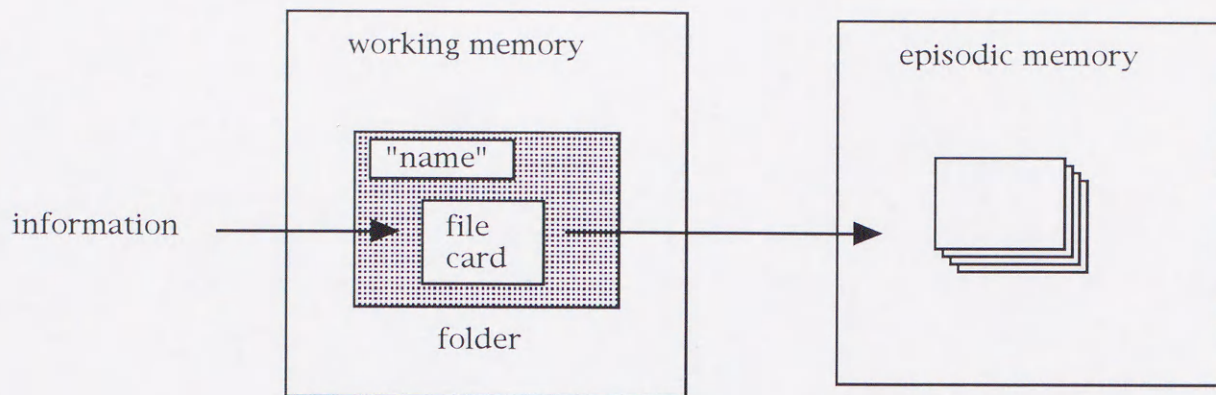 working memory
episodic memory
"name"
information
file
card
folder